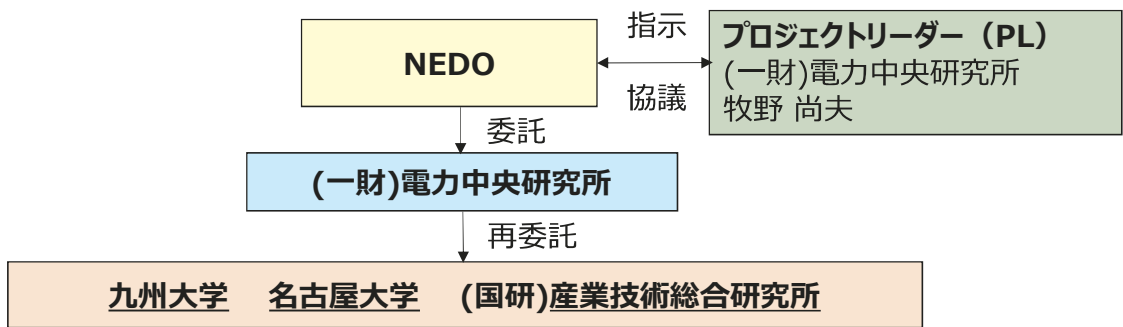 指示
プロジェクトリーダー（PL）
NEDO
(一財)電力中央研究所
協議
牧野 尚夫
委託
(一財)電力中央研究所
再委託
九州大学 名古屋大学 (国研)産業技術総合研究所